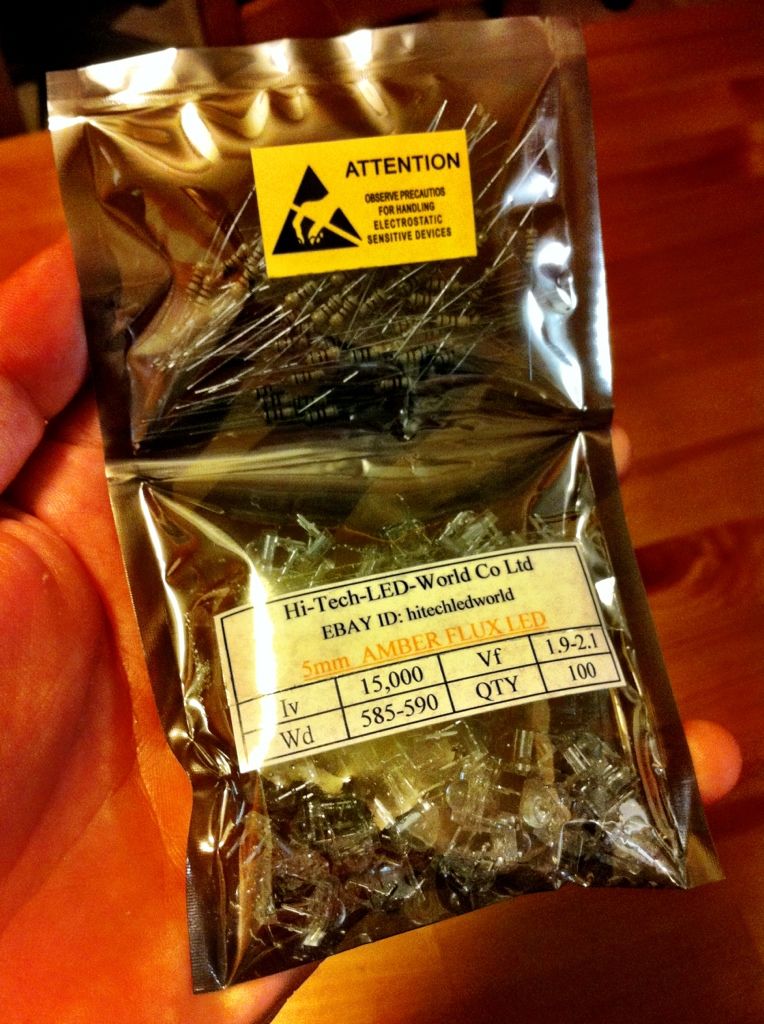 ATTENTION
OBSERVE PRECAUTIOS
FOR HANDLING
ELECTROSTATIC
SENSITIVE DEVICES
Hi-Tech-LED-World Co Ltd
EBAY ID: hitechledworld
5mm AMBER FLUX LED
Iv 15,000 Vf 1.9-2.1
Wd 585-590 QTY 100